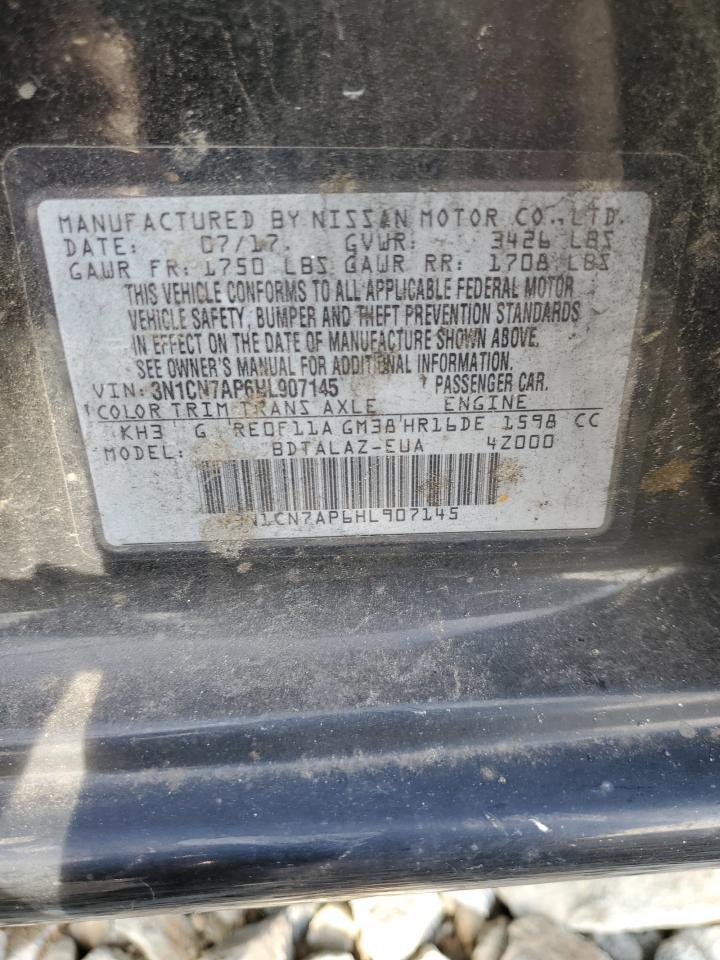 MANUFACTURED BY NISSAN MOTOR CO.,LTD.
DATE: 07/17. GVWR: 3426 LBS
GAWR FR: 1750 LBS GAWR RR: 1708 LBS
THIS VEHICLE CONFORMS TO ALL APPLICABLE FEDERAL MOTOR
VEHICLE SAFETY, BUMPER AND THEFT PREVENTION STANDARDS
IN EFFECT ON THE DATE OF MANUFACTURE SHOWN ABOVE.
SEE OWNER'S MANUAL FOR ADDITIONAL INFORMATION.
VIN: 3N1CN7AP6HL907145 PASSENGER CAR.
COLOR TRIM TRANS AXLE ENGINE
KH3 G RE0F11A GM38 HR16DE 1598 CC
MODEL: BDTALAZ-EUA 4Z000
3N1CN7AP6HL907145